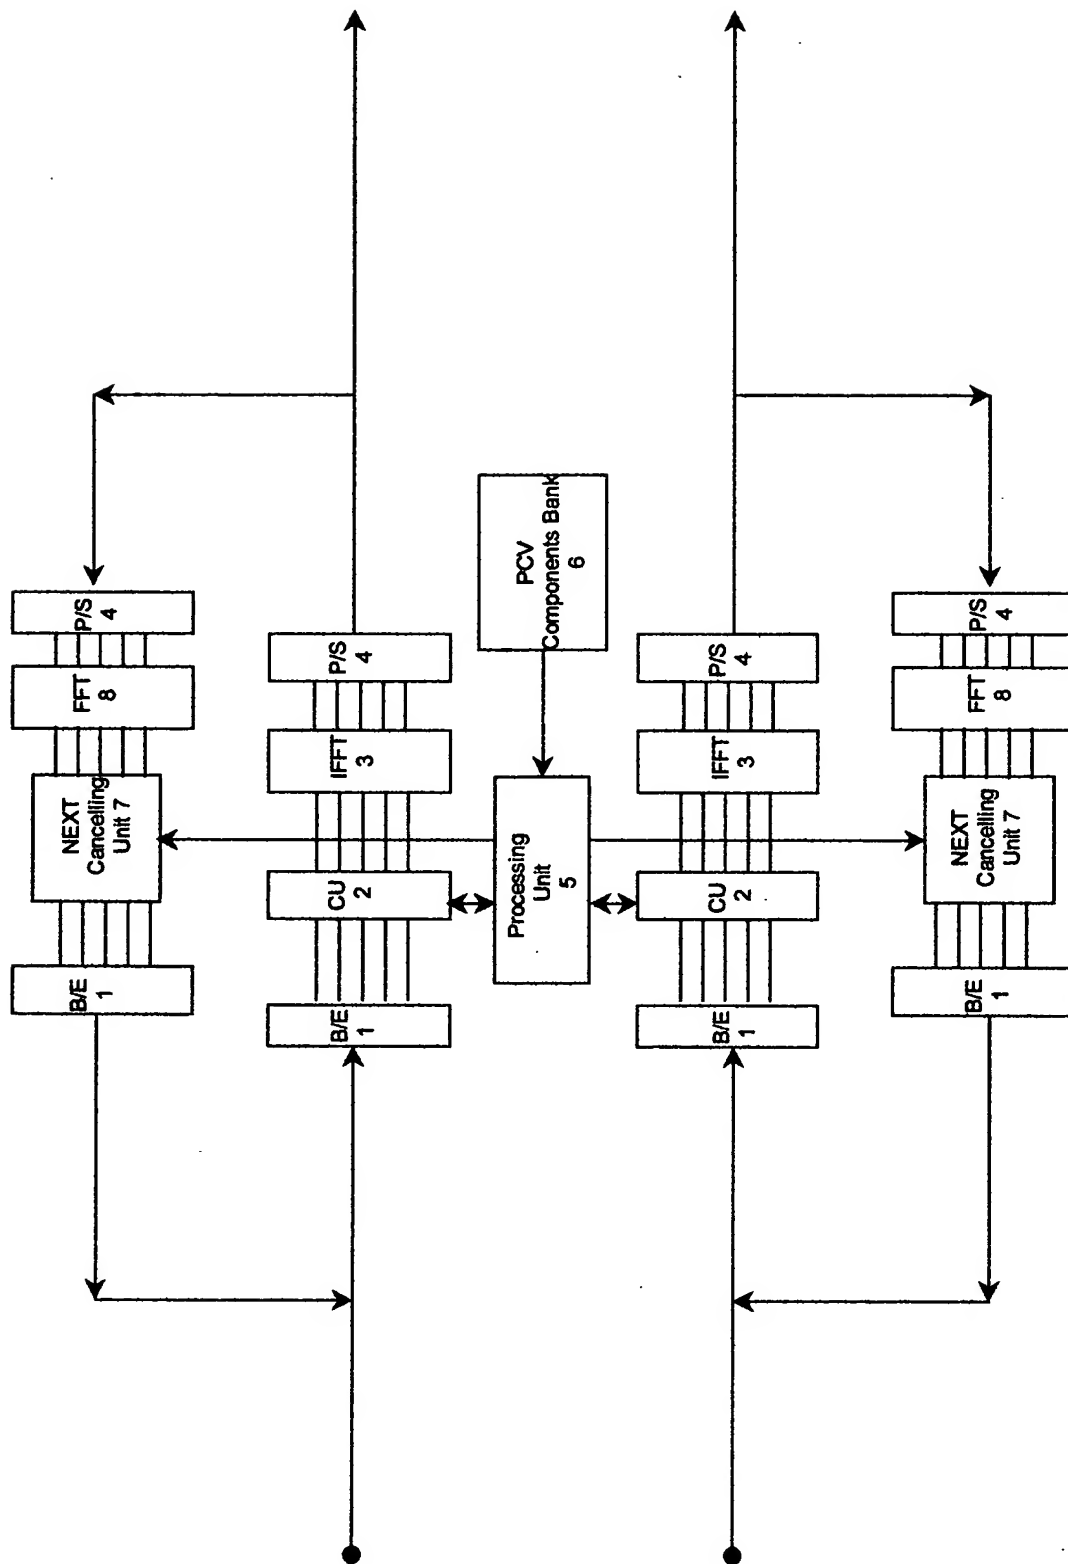 P/S
4
FFT
8
NEXT
Cancelling
Unit 7
B/E
1
P/S
4
IFFT
3
CU
2
B/E
1
PCV
Components Bank
6
Processing
Unit
5
P/S
4
IFFT
3
CU
2
B/E
1
P/S
4
FFT
8
NEXT
Cancelling
Unit 7
B/E
1